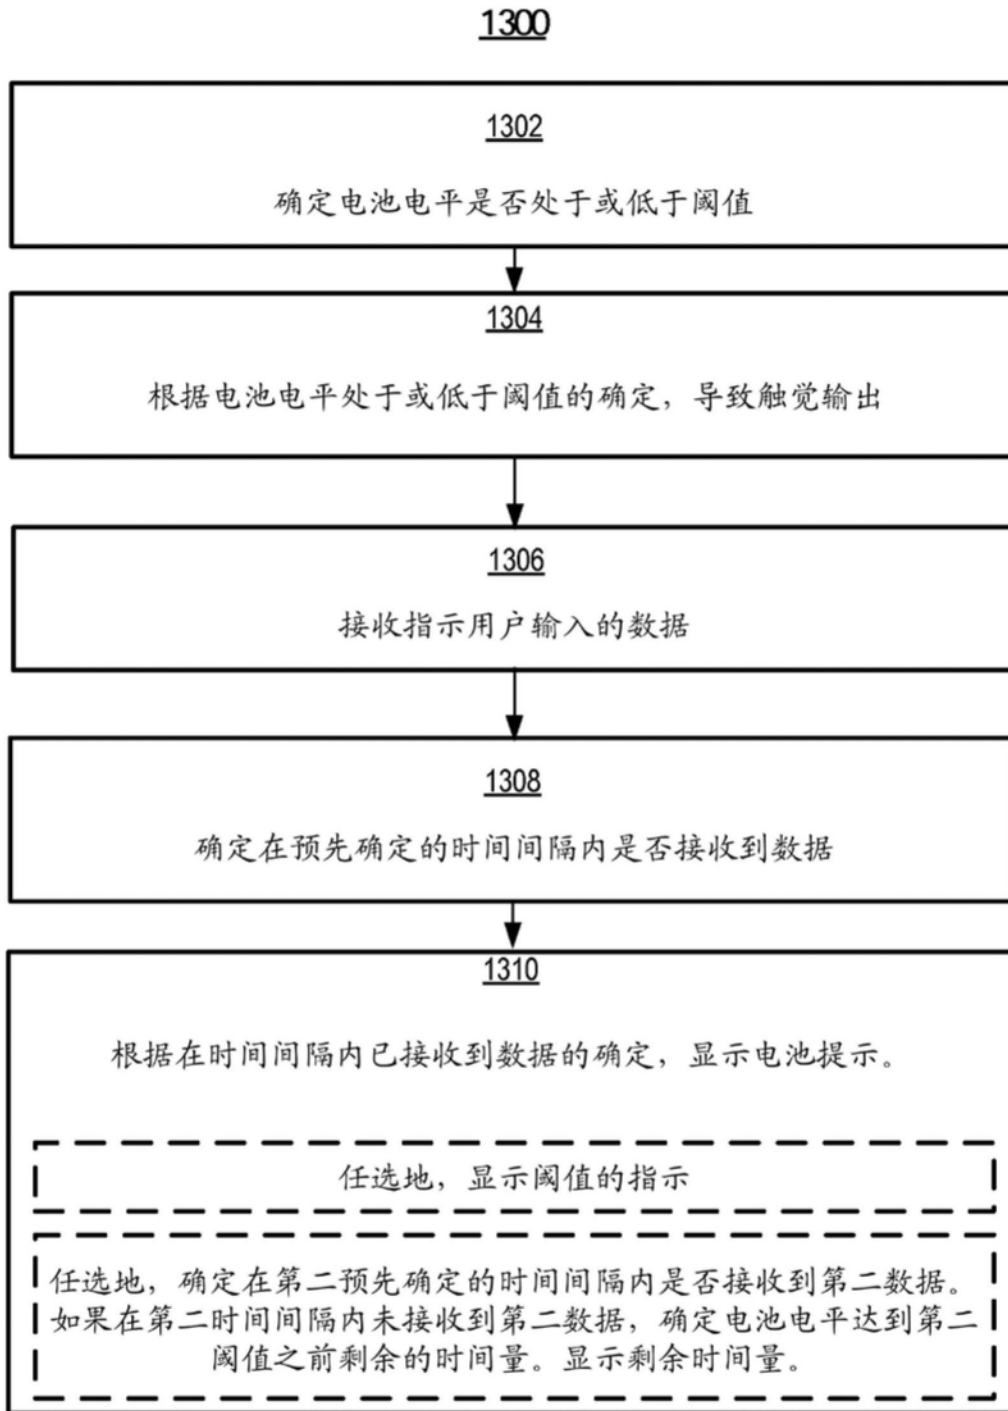 1300
1302
确定电池电平是否处于或低于阈值
1304
根据电池电平处于或低于阈值的确定，导致触觉输出
1306
接收指示用户输入的数据
1308
确定在预先确定的时间间隔内是否接收到数据
1310
根据在时间间隔内已接收到数据的确定，显示电池提示。
任选地，显示阈值的指示
任选地，确定在第二预先确定的时间间隔内是否接收到第二数据。
如果在第二时间间隔内未接收到第二数据，确定电池电平达到第二
阈值之前剩余的时间量。显示剩余时间量。